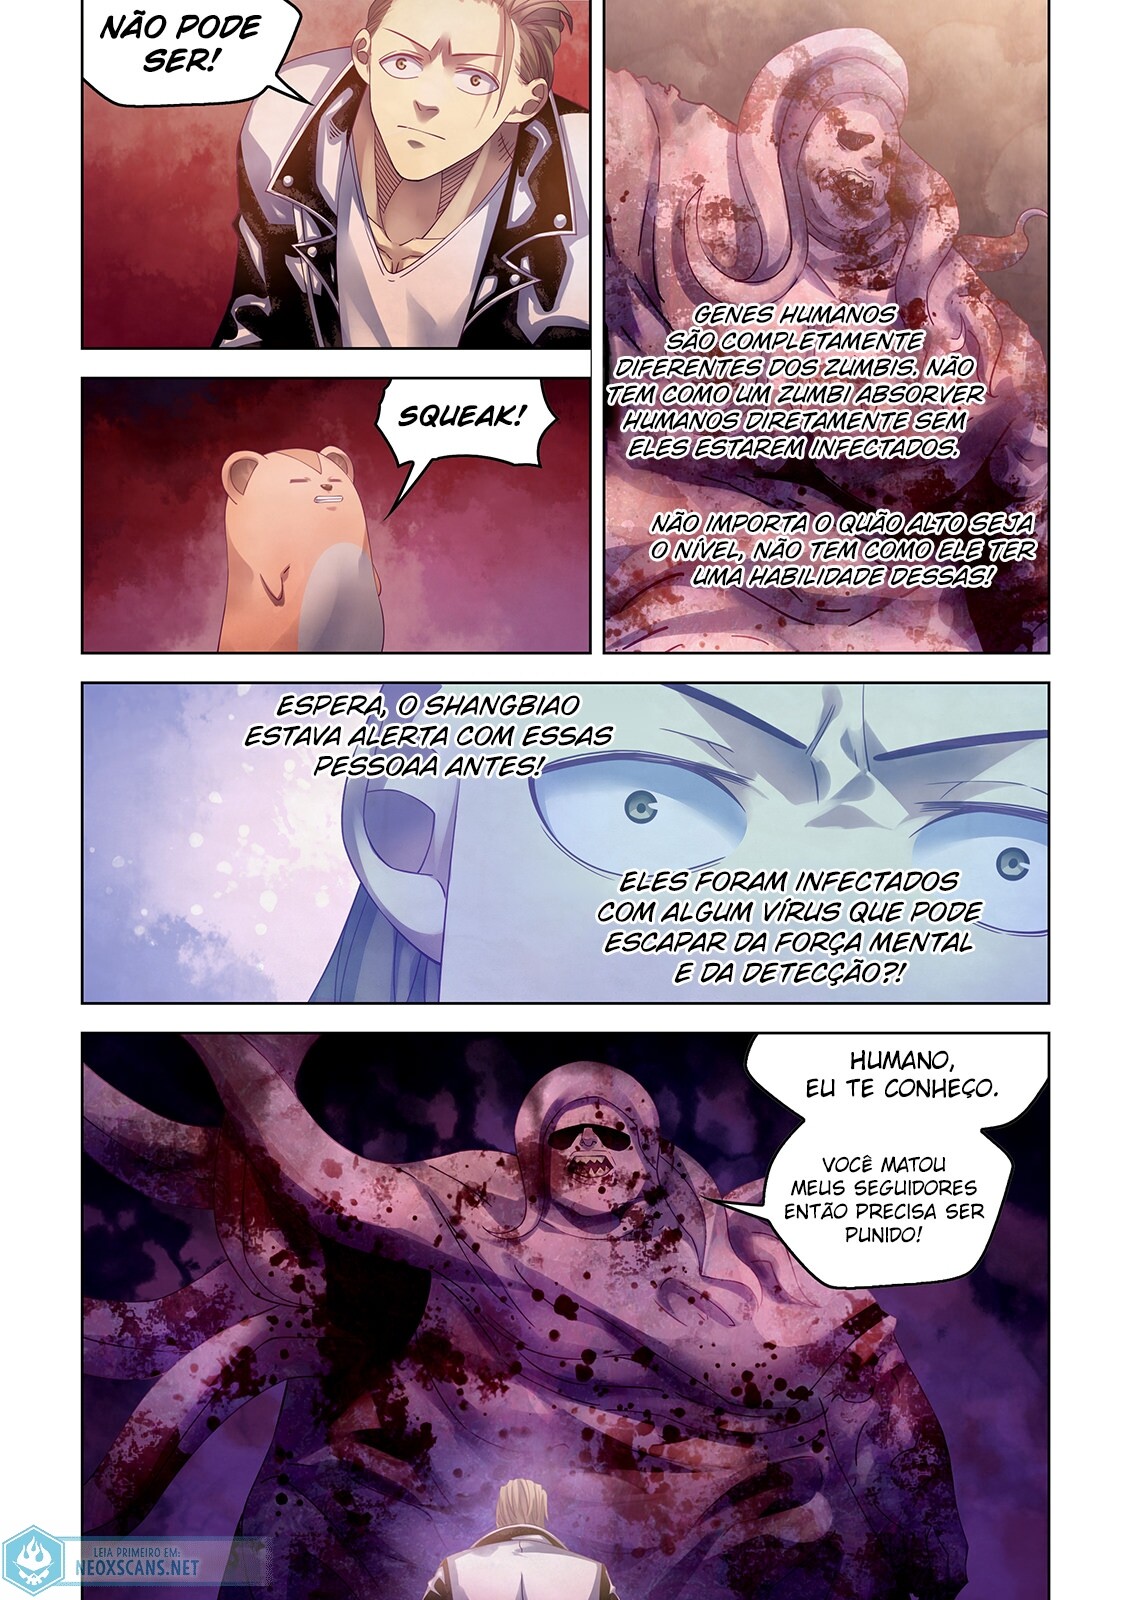 NÃO PODE
SER!
GENES HUMANOS
SÃO COMPLETAMENTE
DIFERENTES DOS ZUMBIS. NÃO
TEM COMO UM ZUMBI ABSORVER
HUMANOS DIRETAMENTE SEM
ELES ESTAREM INFECTADOS.
NÃO IMPORTA O QUÃO ALTO SEJA
O NÍVEL, NÃO TEM COMO ELE TER
UMA HABILIDADE DESSAS!
SQUEAK!
ESPERA, O SHANGBIAO
ESTAVA ALERTA COM ESSAS
PESSOAA ANTES!
ELES FORAM INFECTADOS
COM ALGUM VÍRUS QUE PODE
ESCAPAR DA FORÇA MENTAL
E DA DETECÇÃO?!
HUMANO,
EU TE CONHEÇO.
VOCÊ MATOU
MEUS SEGUIDORES
ENTÃO PRECISA SER
PUNIDO!
LEIA PRIMEIRO EM:
NEOXSCANS.NET